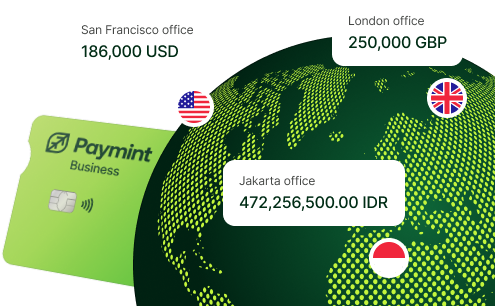 San Francisco office
186,000 USD
London office
250,000 GBP
Paymint
Business
Jakarta office
472,256,500.00 IDR